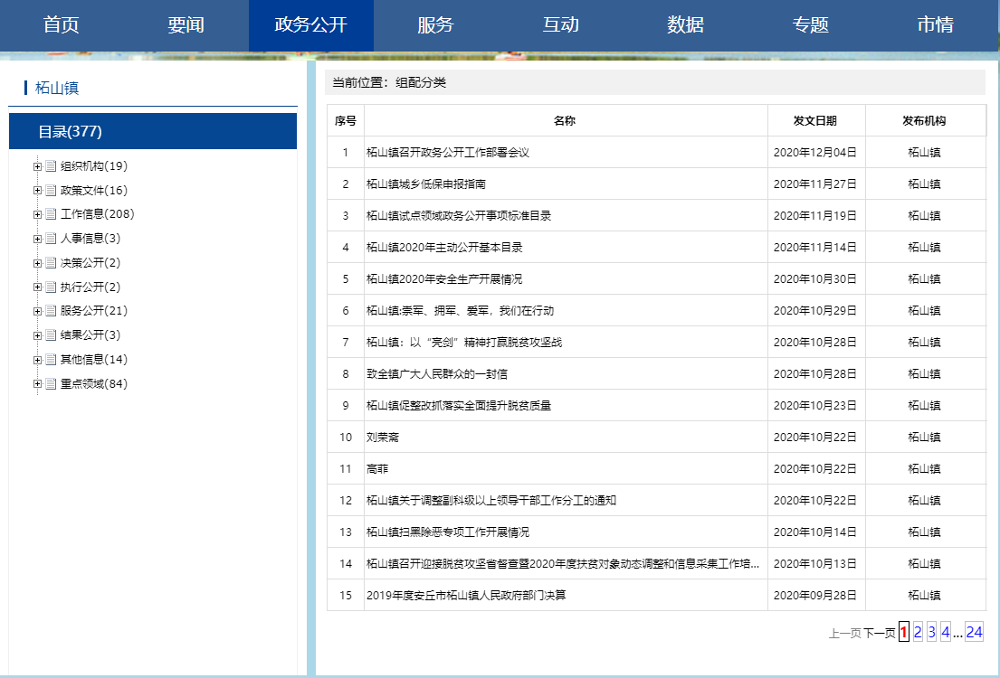 首页 要闻 政务公开 服务 互动 数据 专题 市情
柘山镇
目录(377)
组织机构(19)
政策文件(16)
工作信息(208)
人事信息(3)
决策公开(2)
执行公开(2)
服务公开(21)
结果公开(3)
其他信息(14)
重点领域(84)
当前位置：组配分类
序号 名称 发文日期 发布机构
1 柘山镇召开政务公开工作部署会议 2020年12月04日 柘山镇
2 柘山镇城乡低保申报指南 2020年11月27日 柘山镇
3 柘山镇试点领域政务公开事项标准目录 2020年11月19日 柘山镇
4 柘山镇2020年主动公开基本目录 2020年11月14日 柘山镇
5 柘山镇2020年安全生产开展情况 2020年10月30日 柘山镇
6 柘山镇:崇军、拥军、爱军，我们在行动 2020年10月29日 柘山镇
7 柘山镇：以“亮剑”精神打赢脱贫攻坚战 2020年10月28日 柘山镇
8 致全镇广大人民群众的一封信 2020年10月28日 柘山镇
9 柘山镇促整改抓落实全面提升脱贫质量 2020年10月23日 柘山镇
10 刘荣斋 2020年10月22日 柘山镇
11 高菲 2020年10月22日 柘山镇
12 柘山镇关于调整副科级以上领导干部工作分工的通知 2020年10月22日 柘山镇
13 柘山镇扫黑除恶专项工作开展情况 2020年10月14日 柘山镇
14 柘山镇召开迎接脱贫攻坚省督查暨2020年度扶贫对象动态调整和信息采集工作培... 2020年10月13日 柘山镇
15 2019年度安丘市柘山镇人民政府部门决算 2020年09月28日 柘山镇
上一页 下一页 1 2 3 4 ... 24